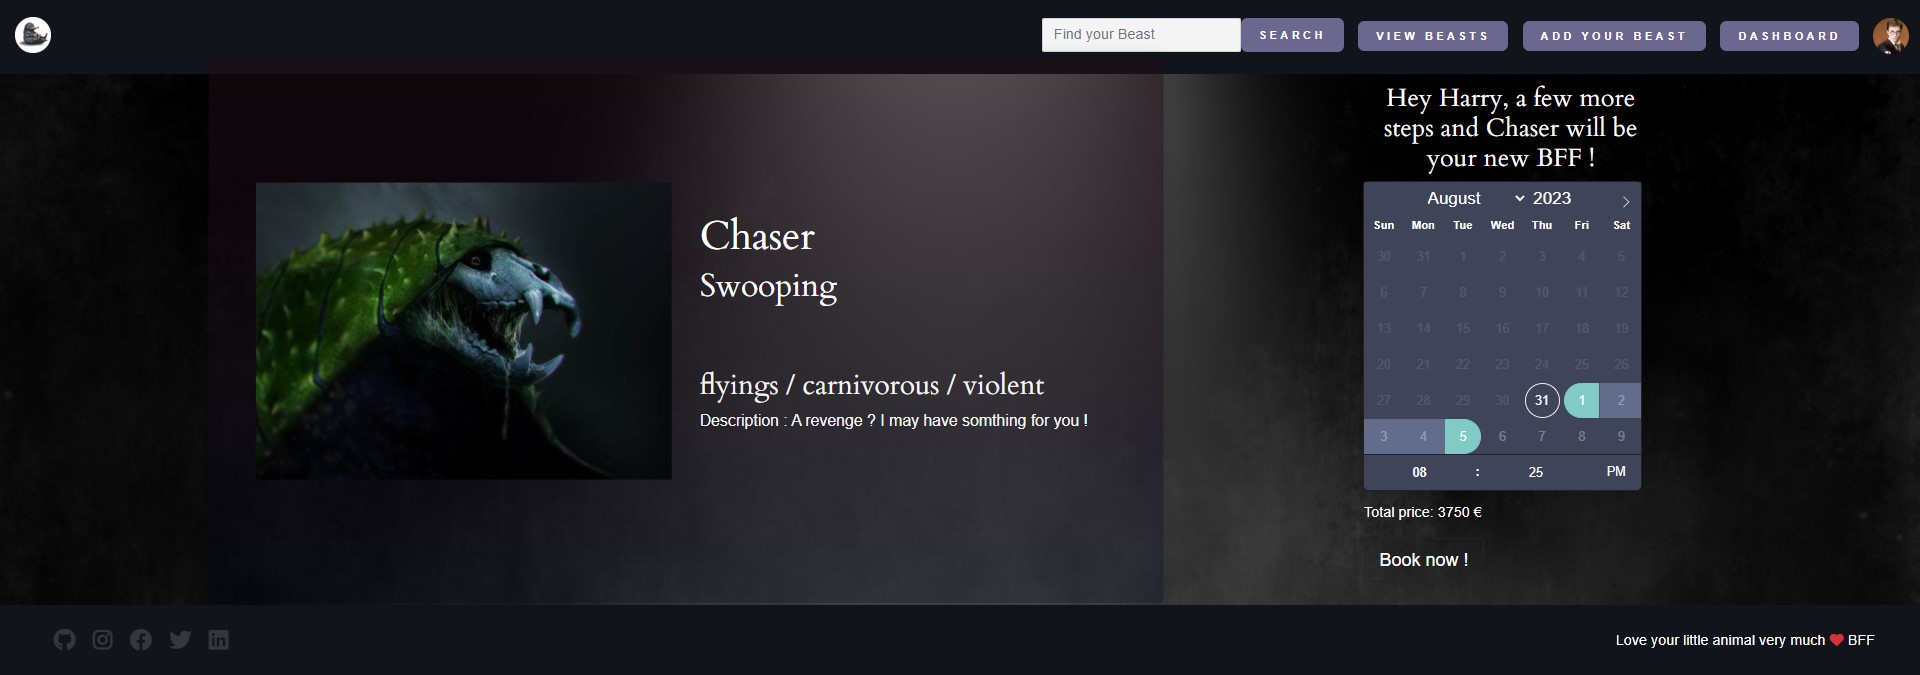 Find your Beast SEARCH VIEW BEASTS ADD YOUR BEAST DASHBOARD
Chaser
Swooping
flyings / carnivorous / violent
Description : A revenge ? I may have somthing for you !
Hey Harry, a few more
steps and Chaser will be
your new BFF !
August 2023
Sun Mon Tue Wed Thu Fri Sat
30 31 1 2 3 4 5
6 7 8 9 10 11 12
13 14 15 16 17 18 19
20 21 22 23 24 25 26
27 28 29 30 31 1 2
3 4 5 6 7 8 9
08 : 25 PM
Total price: 3750 €
Book now !
Love your little animal very much ❤ BFF